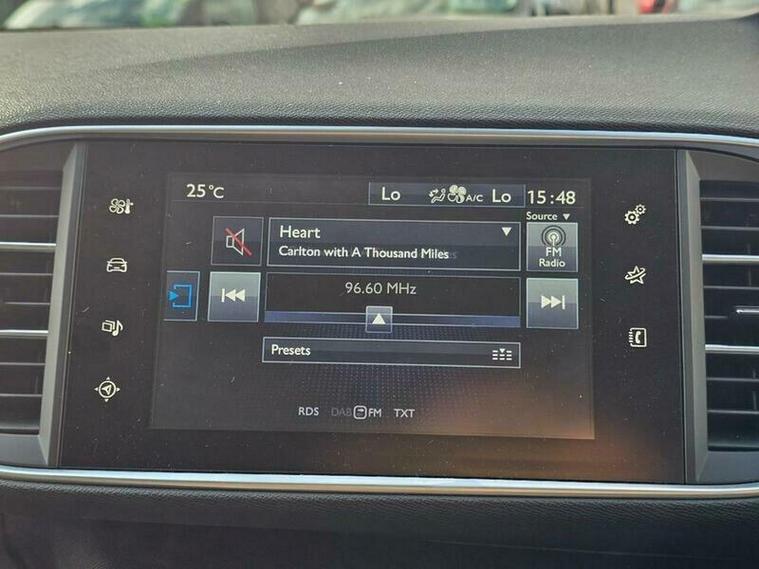 25 °C Lo A/C Lo 15:48
Source
Heart
Carlton with A Thousand Miles
FM
Radio
96.60 MHz
Presets
RDS DAB FM TXT